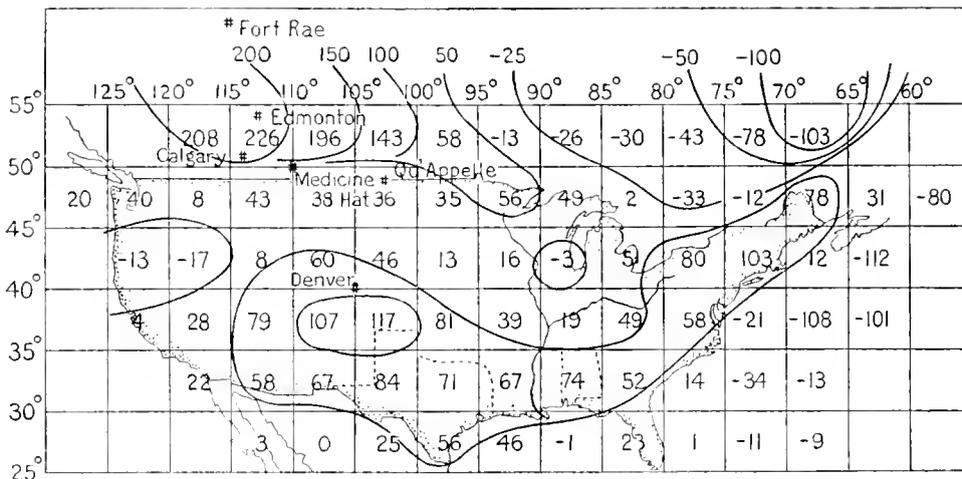 # Fort Rae
200 150 100 50 -25 -50 -100
125° 120° 115° 110° 105° 100° 95° 90° 85° 80° 75° 70° 65° 60°
55°
# Edmonton
208 226 196 143 58 -13 -26 -30 -43 -78 -103
Calgary #
50°
Qu'Appelle
Medicine #
20 40 8 43 38 Hat 36 35 56 49 2 -33 -12 78 31 -80
45°
-13 -17 8 60 46 13 16 -3 51 80 103 12 -112
Denver #
40°
4 28 79 107 117 81 39 19 49 58 -21 -108 -101
35°
22 58 67 84 71 67 74 52 14 -34 -13
30°
3 0 25 56 46 -1 23 1 -11 -9
25°